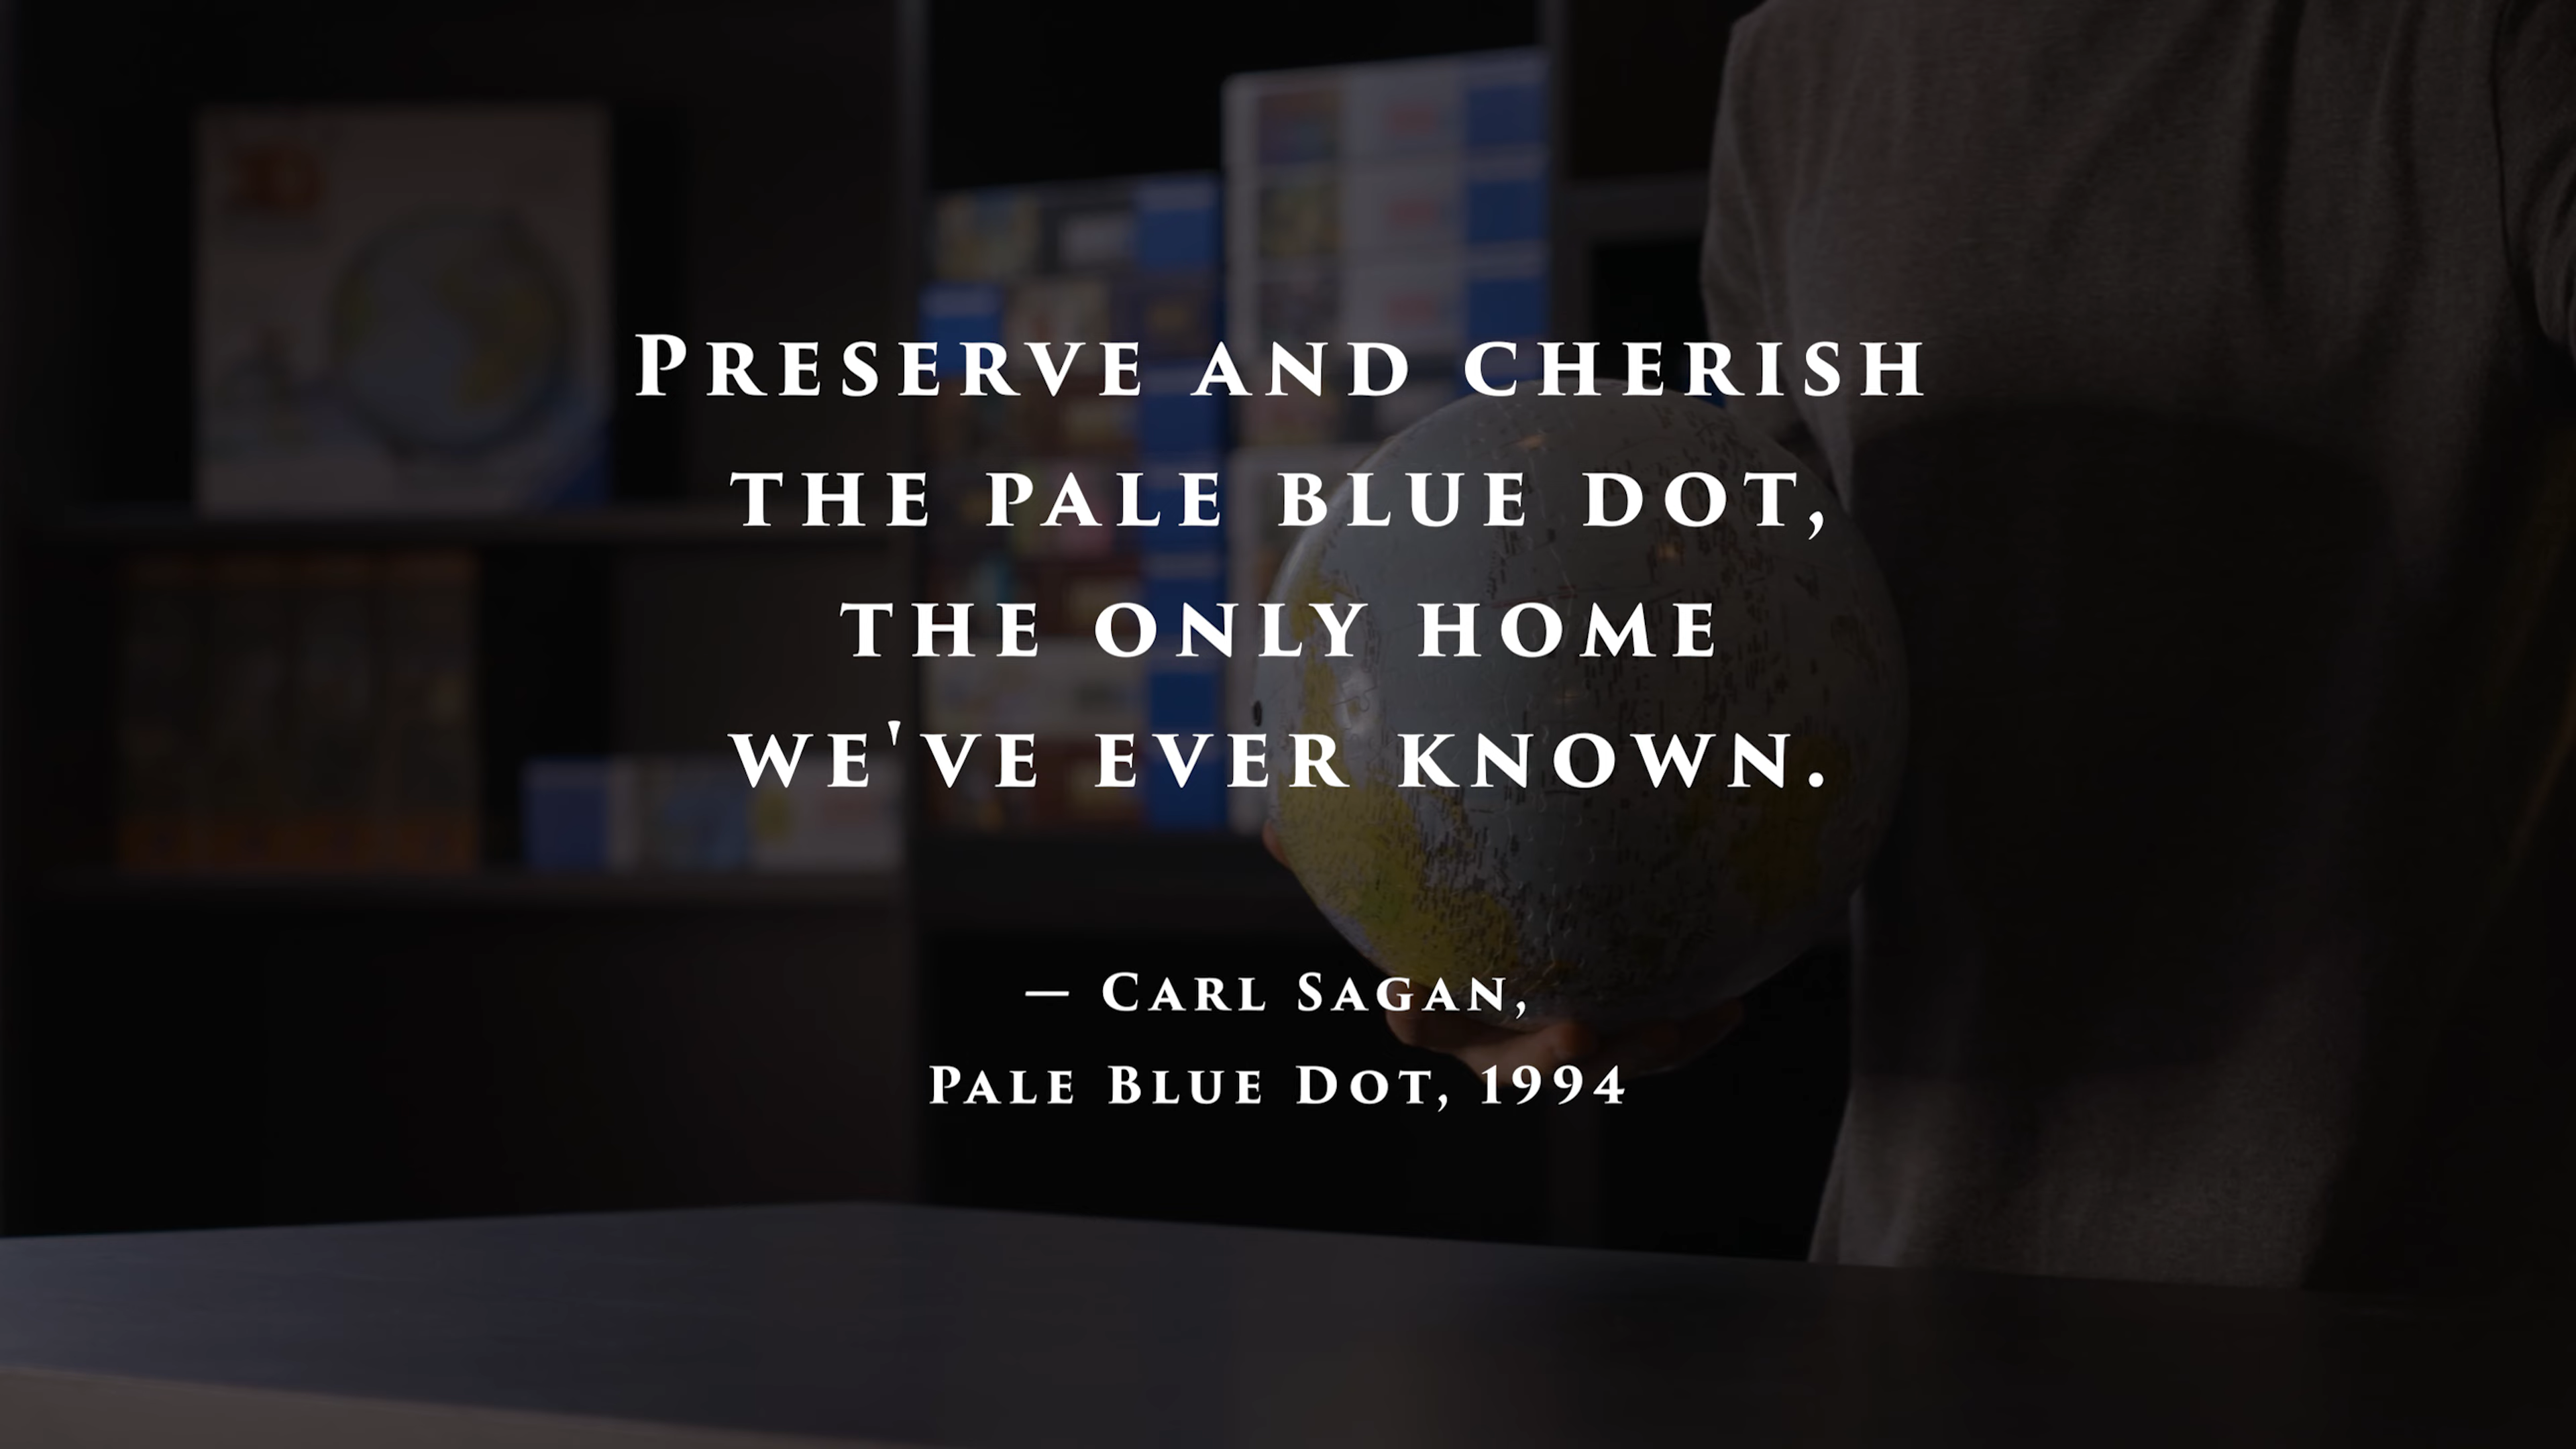 Preserve and cherish
the pale blue dot,
the only home
we've ever known.
— Carl Sagan,
Pale Blue Dot, 1994